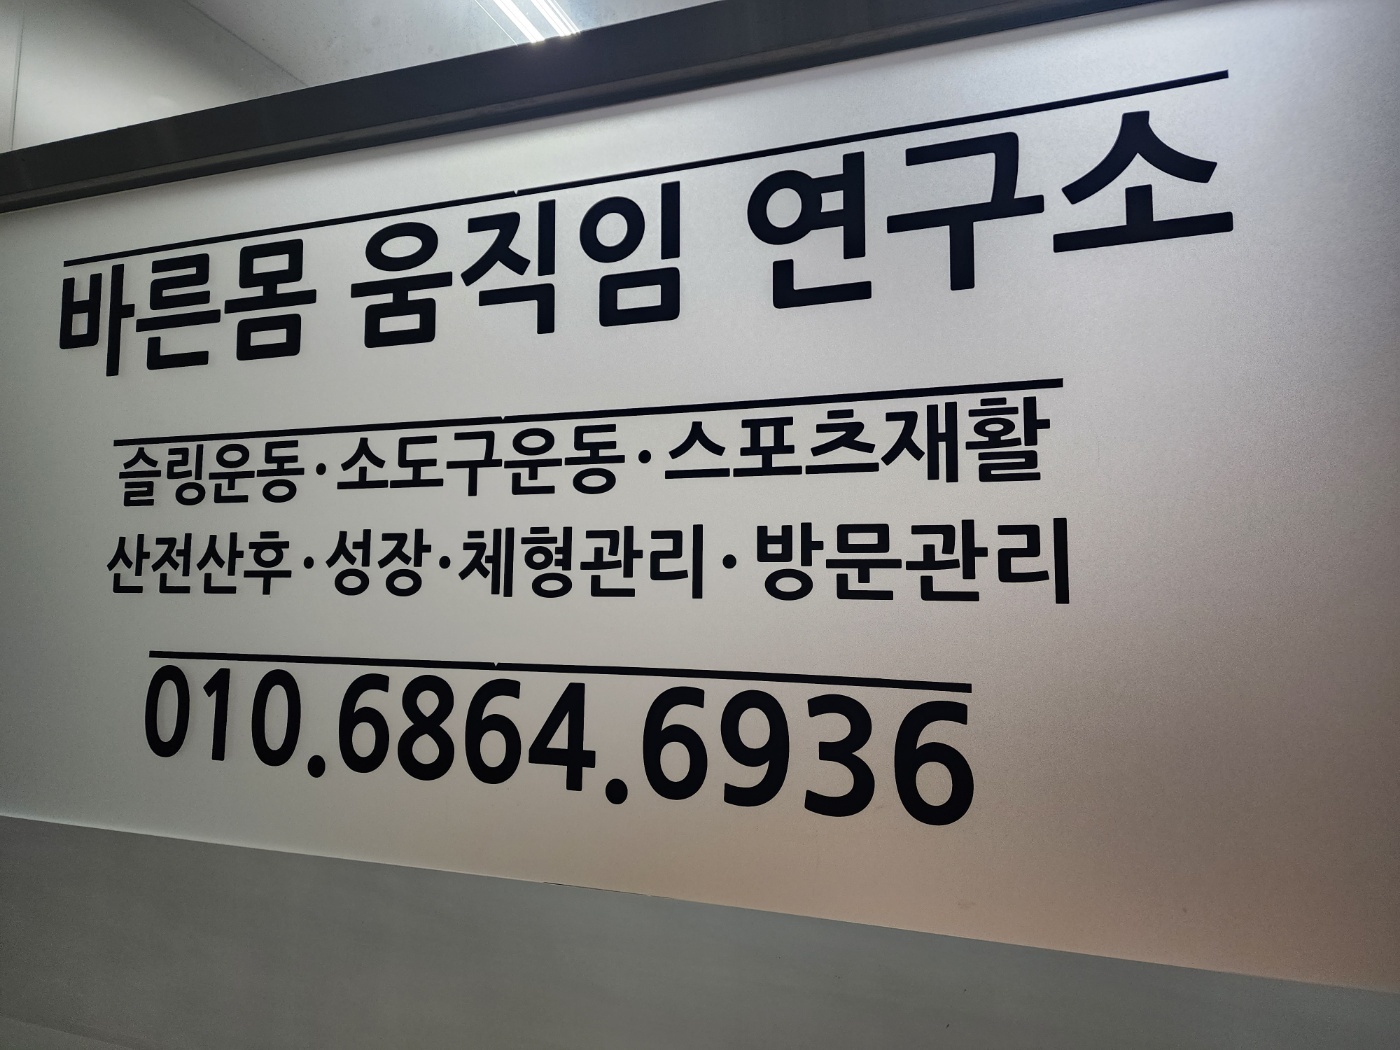 바른몸 움직임 연구소
슬링운동·소도구운동·스포츠재활
산전산후·성장·체형관리·방문관리
010.6864.6936